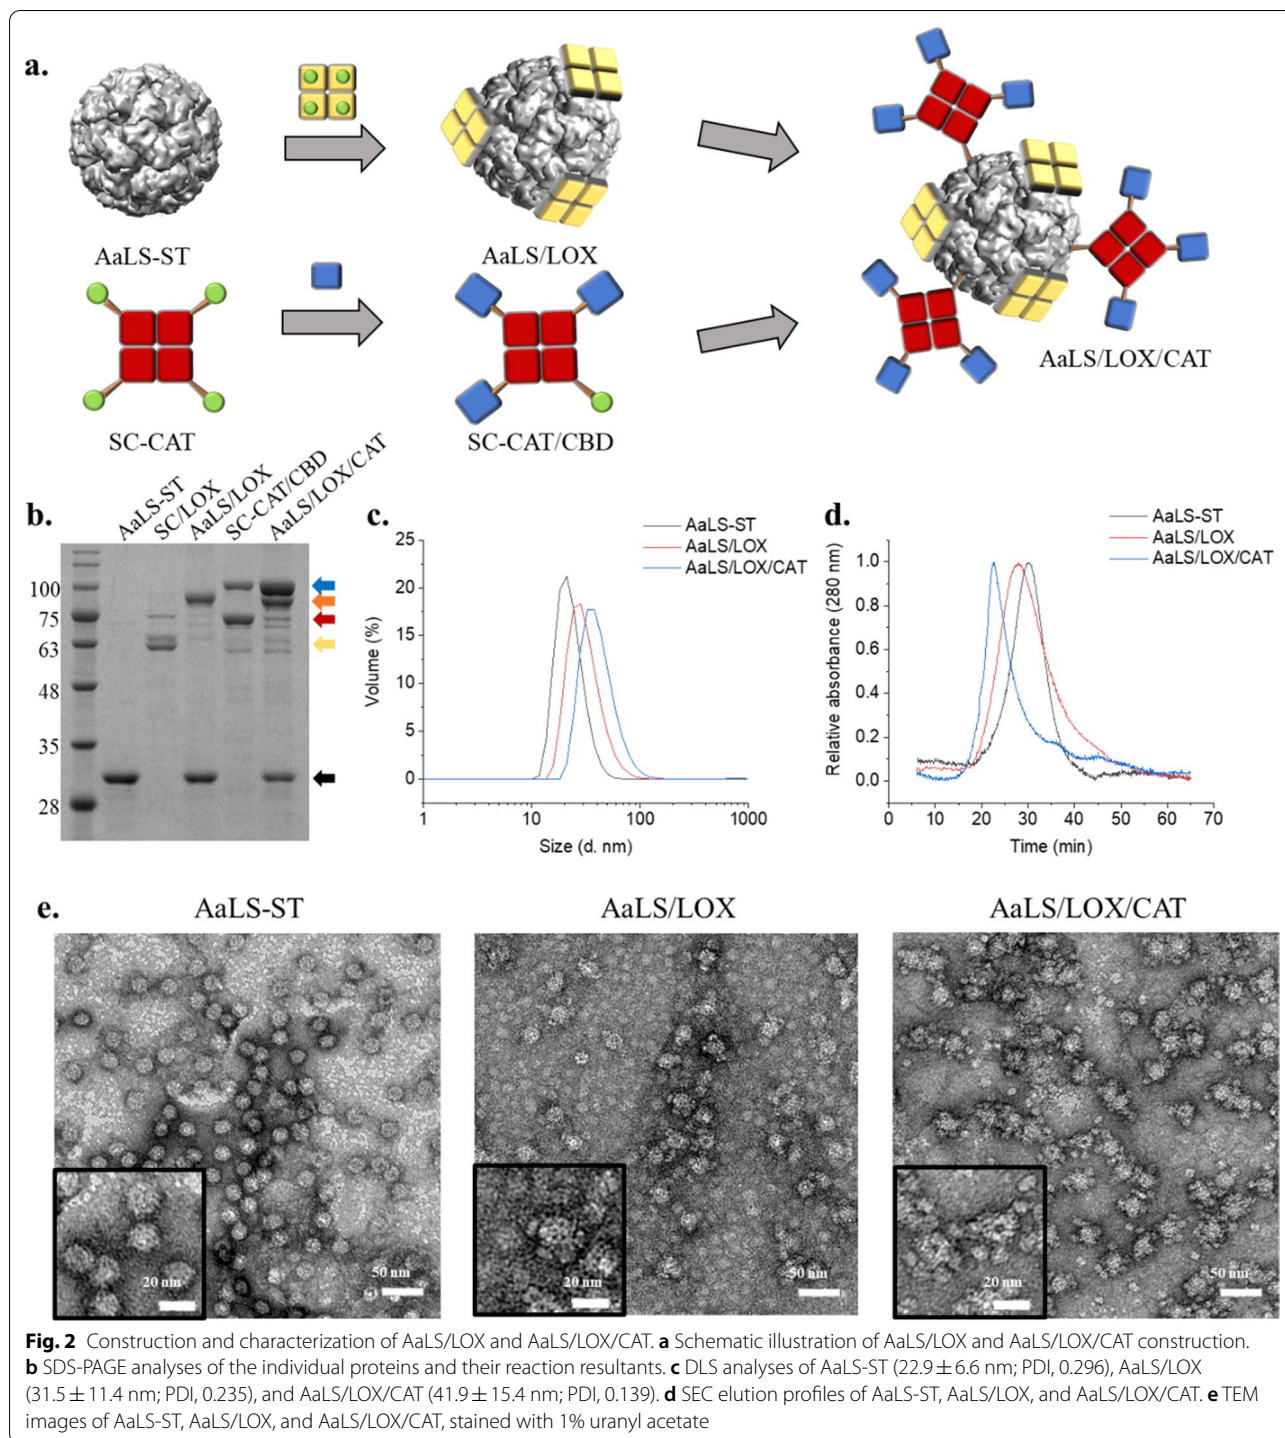 a.
AaLS-ST
AaLS/LOX
AaLS/LOX/CAT
SC-CAT
SC-CAT/CBD
b.
AaLS-ST
SC/LOX
AaLS/LOX
SC-CAT/CBD
AaLS/LOX/CAT
100
75
63
48
35
28
c.
AaLS-ST
AaLS/LOX
AaLS/LOX/CAT
25
20
15
10
5
0
Volume (%)
1
10
100
1000
Size (d. nm)
d.
AaLS-ST
AaLS/LOX
AaLS/LOX/CAT
1.0
0.8
0.6
0.4
0.2
0.0
Relative absorbance (280 nm)
0
10
20
30
40
50
60
70
Time (min)
e.
AaLS-ST
AaLS/LOX
AaLS/LOX/CAT
20 nm
50 nm
20 nm
50 nm
20 nm
50 nm
Fig. 2 Construction and characterization of AaLS/LOX and AaLS/LOX/CAT. a Schematic illustration of AaLS/LOX and AaLS/LOX/CAT construction.
b SDS-PAGE analyses of the individual proteins and their reaction resultants. c DLS analyses of AaLS-ST (22.9 ± 6.6 nm; PDI, 0.296), AaLS/LOX
(31.5 ± 11.4 nm; PDI, 0.235), and AaLS/LOX/CAT (41.9 ± 15.4 nm; PDI, 0.139). d SEC elution profiles of AaLS-ST, AaLS/LOX, and AaLS/LOX/CAT. e TEM
images of AaLS-ST, AaLS/LOX, and AaLS/LOX/CAT, stained with 1% uranyl acetate